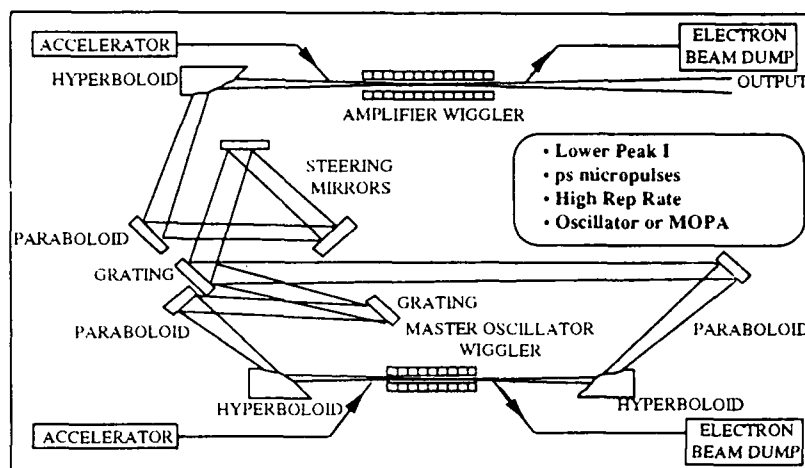 ACCELERATOR
HYPERBOLOID
ELECTRON
BEAM DUMP
OUTPUT
AMPLIFIER WIGGLER
STEERING
MIRRORS
• Lower Peak I
• ps micropulses
• High Rep Rate
• Oscillator or MOPA
PARABOLOID
GRATING
PARABOLOID
GRATING
MASTER OSCILLATOR
WIGGLER
PARABOLOID
HYPERBOLOID
HYPERBOLOID
ACCELERATOR
ELECTRON
BEAM DUMP